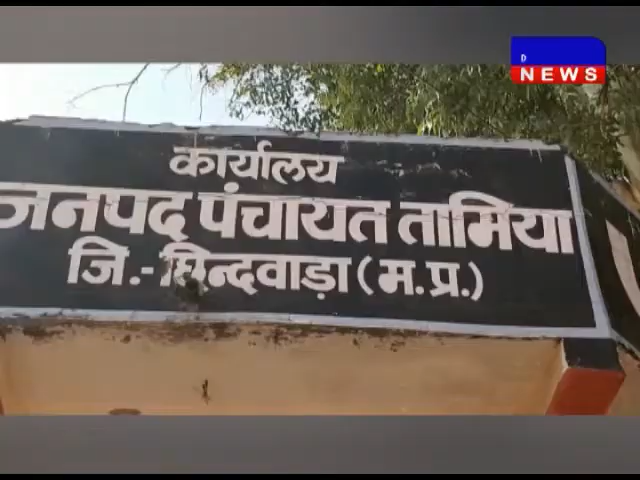 D
NEWS
कार्यालय
जनपद पंचायत तामिया
जि.- छिन्दवाड़ा (म.प्र.)